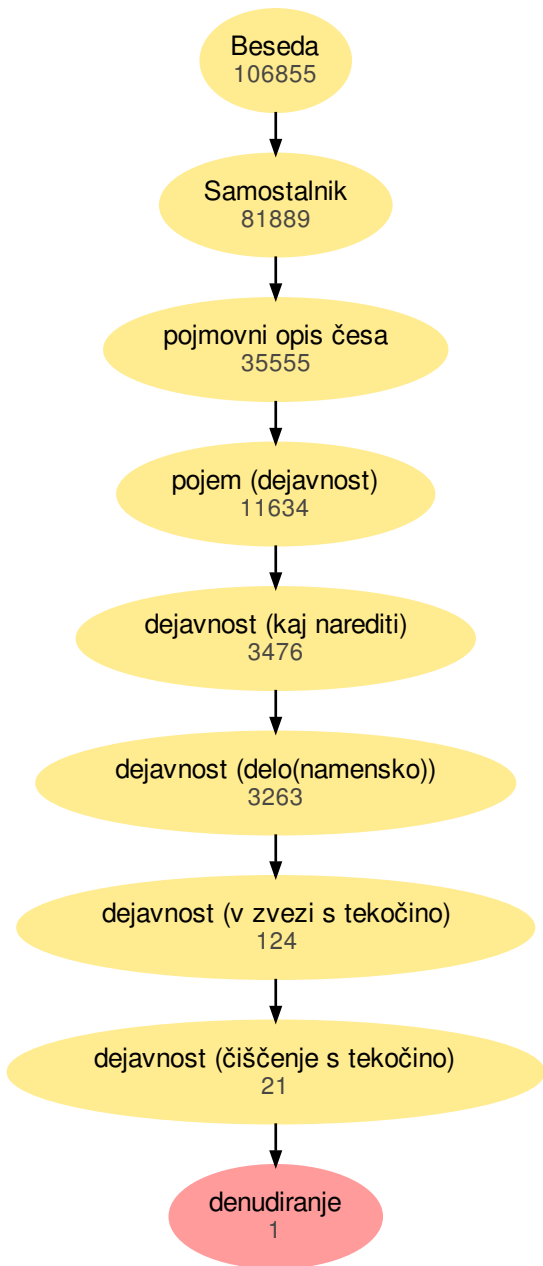 Beseda
106855
Samostalnik
81889
pojmovni opis česa
35555
pojem (dejavnost)
11634
dejavnost (kaj narediti)
3476
dejavnost (delo(namensko))
3263
dejavnost (v zvezi s tekočino)
124
dejavnost (čiščenje s tekočino)
21
denudiranje
1